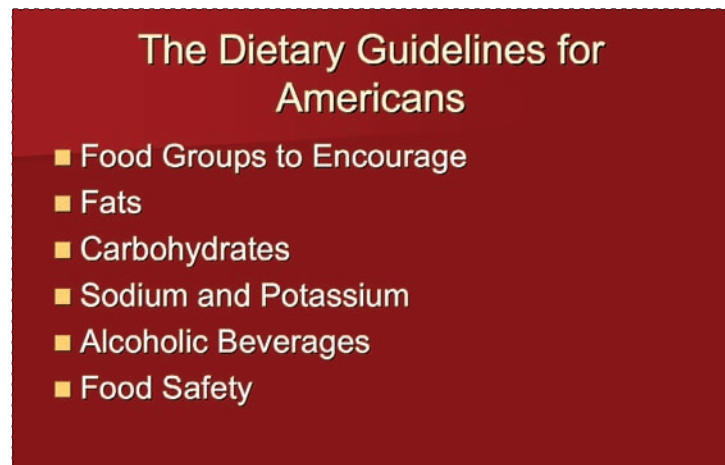 The Dietary Guidelines for
Americans
Food Groups to Encourage
Fats
Carbohydrates
Sodium and Potassium
Alcoholic Beverages
Food Safety